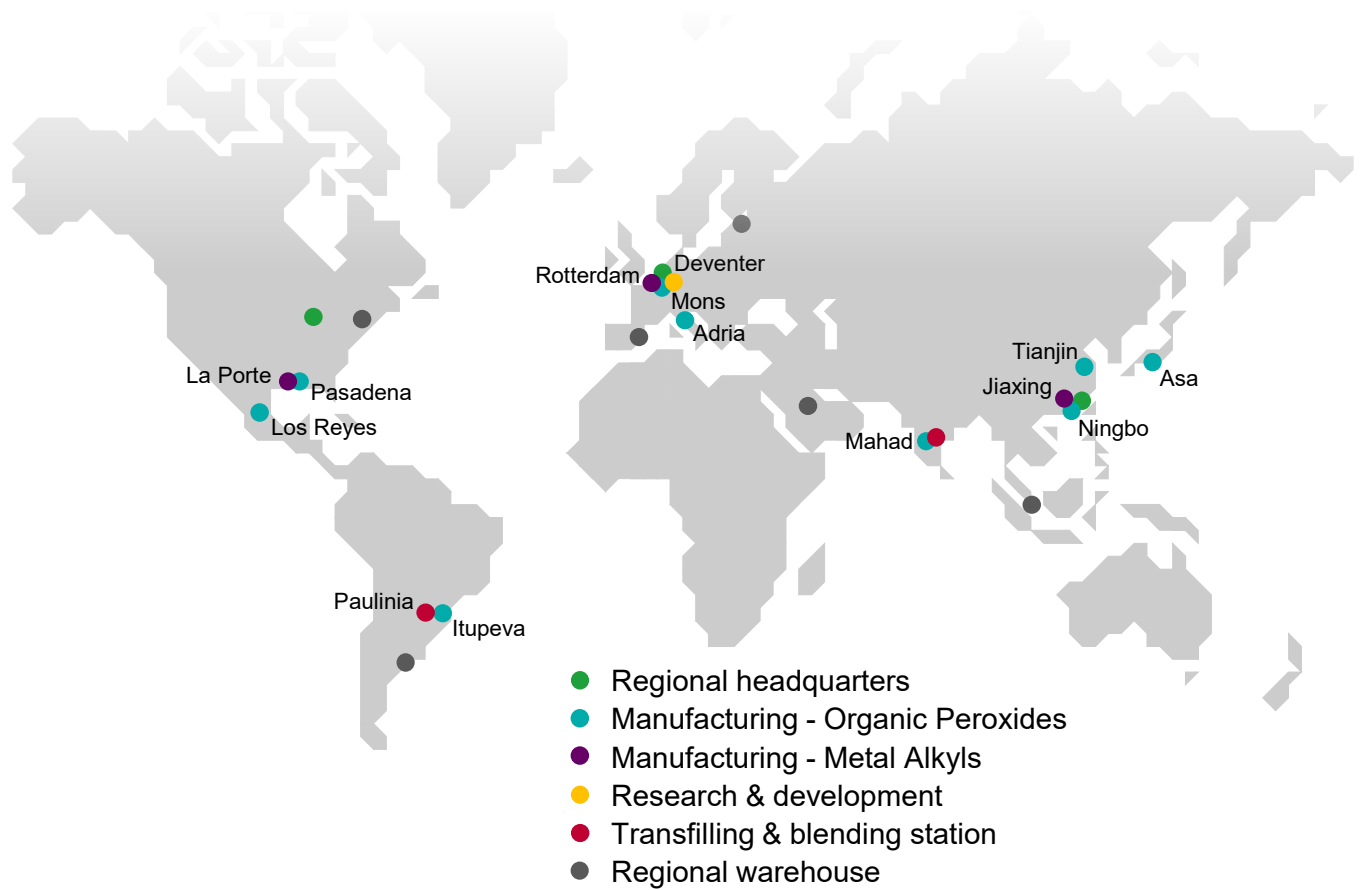 Deventer
Rotterdam
Mons
Adria
Tianjin
Asa
La Porte
Jiaxing
Pasadena
Los Reyes
Ningbo
Mahad
Paulinia
Itupeva
Regional headquarters
Manufacturing - Organic Peroxides
Manufacturing - Metal Alkyls
Research & development
Transfilling & blending station
Regional warehouse